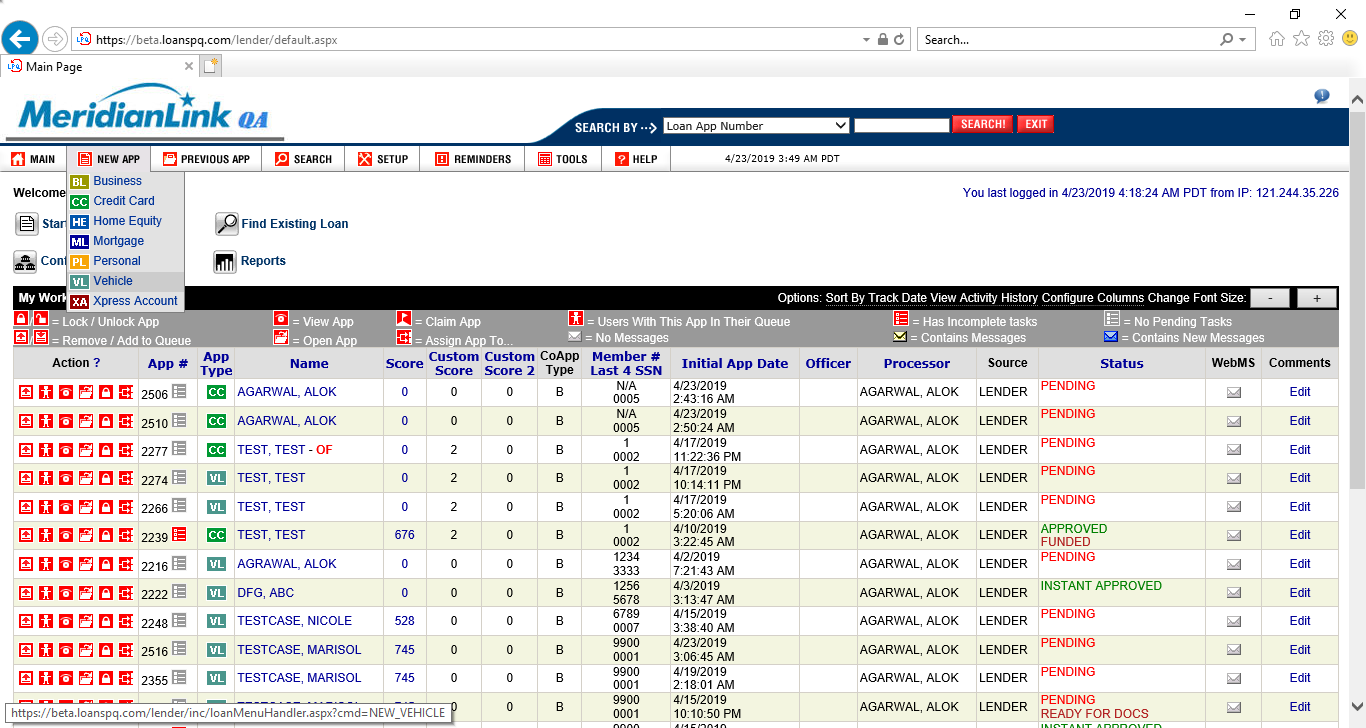 https://beta.loanspq.com/lender/default.aspx
Search...
LPQ Main Page
MeridianLink QA
SEARCH BY ··> Loan App Number SEARCH! EXIT
MAIN NEW APP PREVIOUS APP SEARCH SETUP REMINDERS TOOLS HELP 4/23/2019 3:49 AM PDT
BL Business
CC Credit Card
HE Home Equity
ML Mortgage
PL Personal
VL Vehicle
XA Xpress Account
Welcome You last logged in 4/23/2019 4:18:24 AM PDT from IP: 121.244.35.226
Start Find Existing Loan
Conf Reports
My Work Options: Sort By Track Date View Activity History Configure Columns Change Font Size: - +
/ = Lock / Unlock App = View App = Claim App = Users With This App In Their Queue = Has Incomplete tasks = No Pending Tasks
/ = Remove / Add to Queue = Open App = Assign App To... = No Messages = Contains Messages = Contains New Messages
Action ? App # App Type Name Score Custom Score Custom Score 2 CoApp Type Member # Last 4 SSN Initial App Date Officer Processor Source Status WebMS Comments
2506 CC AGARWAL, ALOK 0 0 0 B N/A 0005 4/23/2019 2:43:16 AM AGARWAL, ALOK LENDER PENDING Edit
2510 CC AGARWAL, ALOK 0 0 0 B N/A 0005 4/23/2019 2:50:24 AM AGARWAL, ALOK LENDER PENDING Edit
2277 CC TEST, TEST - OF 0 2 0 B 1 0002 4/17/2019 11:22:36 PM AGARWAL, ALOK LENDER PENDING Edit
2274 VL TEST, TEST 0 2 0 B 1 0002 4/17/2019 10:14:11 PM AGARWAL, ALOK LENDER PENDING Edit
2266 VL TEST, TEST 0 2 0 B 1 0002 4/17/2019 5:20:06 AM AGARWAL, ALOK LENDER PENDING Edit
2239 CC TEST, TEST 676 2 0 B 1 0002 4/10/2019 3:22:45 AM AGARWAL, ALOK LENDER APPROVED FUNDED Edit
2216 VL AGRAWAL, ALOK 0 0 0 B 1234 3333 4/2/2019 7:21:43 AM AGARWAL, ALOK LENDER PENDING Edit
2222 VL DFG, ABC 0 0 0 B 1256 5678 4/3/2019 3:13:47 AM AGARWAL, ALOK LENDER INSTANT APPROVED Edit
2248 VL TESTCASE, NICOLE 528 0 0 B 6789 0007 4/15/2019 3:38:40 AM AGARWAL, ALOK LENDER PENDING Edit
2516 VL TESTCASE, MARISOL 745 0 0 B 9900 0001 4/23/2019 3:06:45 AM AGARWAL, ALOK LENDER PENDING Edit
2355 VL TESTCASE, MARISOL 745 0 0 B 9900 0001 4/19/2019 2:18:01 AM AGARWAL, ALOK LENDER PENDING Edit
0 0 B 9900 0001 4/15/2019 10:10:50 PM AGARWAL, ALOK LENDER PENDING READY FOR DOCS Edit
9900 4/15/2019 INSTANT APPROVED
https://beta.loanspq.com/lender/inc/loanMenuHandler.aspx?cmd=NEW_VEHICLE